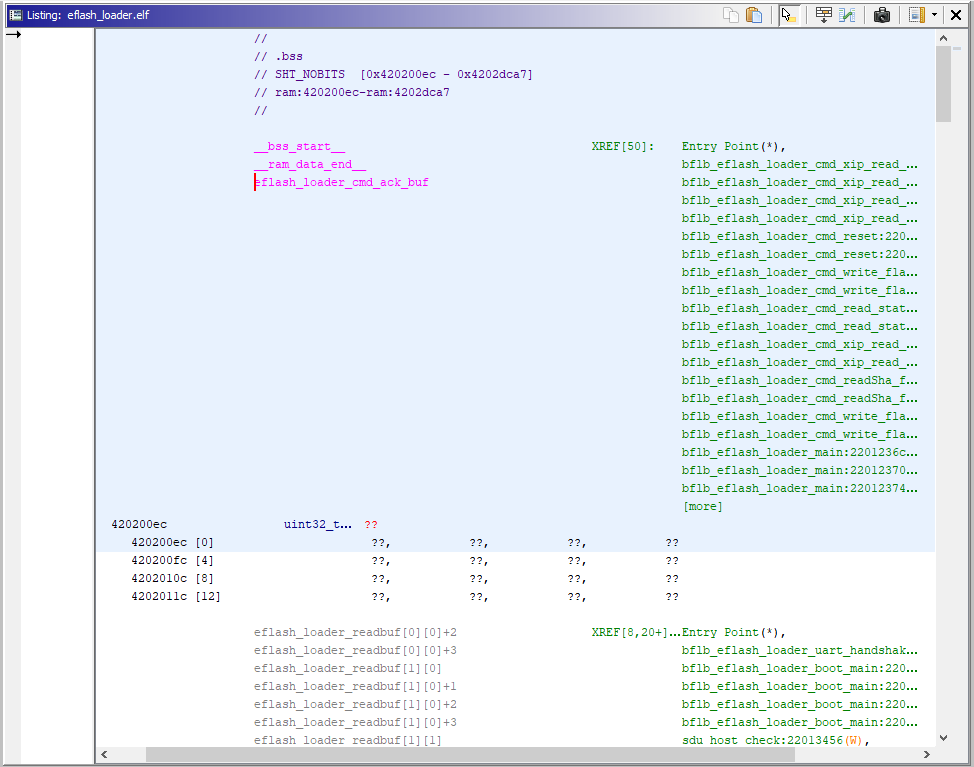 Listing: eflash_loader.elf
//
// .bss
// SHT_NOBITS [0x420200ec - 0x4202dca7]
// ram:420200ec-ram:4202dca7
//
__bss_start__ XREF[50]: Entry Point(*),
__ram_data_end__ bflb_eflash_loader_cmd_xip_read_...
eflash_loader_cmd_ack_buf bflb_eflash_loader_cmd_xip_read_...
bflb_eflash_loader_cmd_xip_read_...
bflb_eflash_loader_cmd_xip_read_...
bflb_eflash_loader_cmd_reset:220...
bflb_eflash_loader_cmd_reset:220...
bflb_eflash_loader_cmd_write_fla...
bflb_eflash_loader_cmd_write_fla...
bflb_eflash_loader_cmd_read_stat...
bflb_eflash_loader_cmd_read_stat...
bflb_eflash_loader_cmd_xip_read_...
bflb_eflash_loader_cmd_xip_read_...
bflb_eflash_loader_cmd_readSha_f...
bflb_eflash_loader_cmd_readSha_f...
bflb_eflash_loader_cmd_write_fla...
bflb_eflash_loader_cmd_write_fla...
bflb_eflash_loader_main:2201236c...
bflb_eflash_loader_main:22012370...
bflb_eflash_loader_main:22012374...
[more]
420200ec uint32_t... ??
420200ec [0] ??, ??, ??, ??
420200fc [4] ??, ??, ??, ??
4202010c [8] ??, ??, ??, ??
4202011c [12] ??, ??, ??, ??
eflash_loader_readbuf[0][0]+2 XREF[8,20+]...Entry Point(*),
eflash_loader_readbuf[0][0]+3 bflb_eflash_loader_uart_handshak...
eflash_loader_readbuf[1][0] bflb_eflash_loader_boot_main:220...
eflash_loader_readbuf[1][0]+1 bflb_eflash_loader_boot_main:220...
eflash_loader_readbuf[1][0]+2 bflb_eflash_loader_boot_main:220...
eflash_loader_readbuf[1][0]+3 bflb_eflash_loader_boot_main:220...
eflash_loader_readbuf[1][1] sdu_host_check:22013456(W),